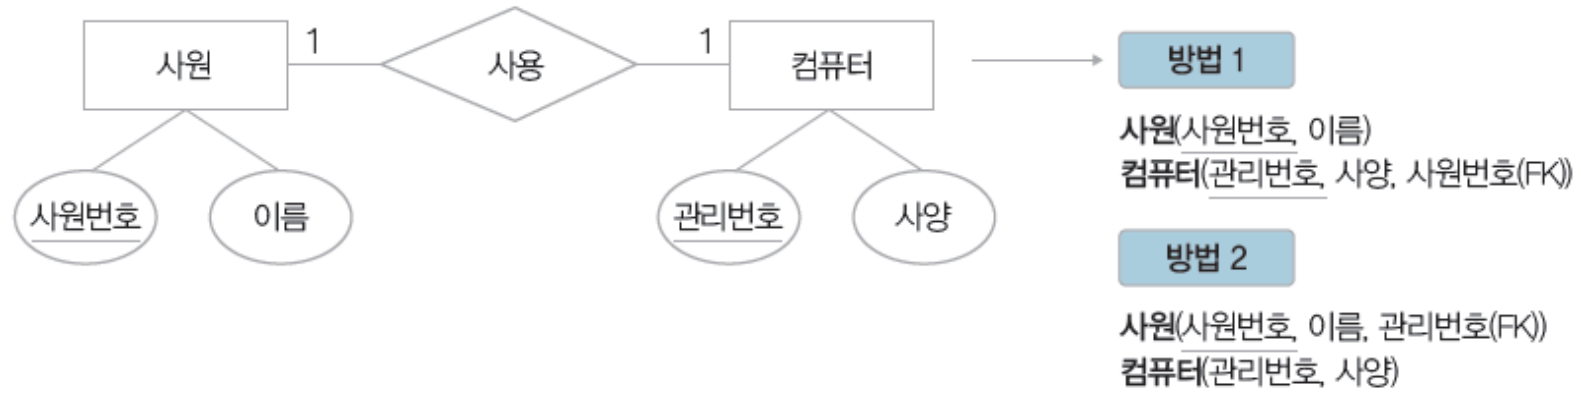 사원 1 사용 1 컴퓨터
사원번호 이름 관리번호 사양
방법 1
사원(사원번호, 이름)
컴퓨터(관리번호, 사양, 사원번호(FK))
방법 2
사원(사원번호, 이름, 관리번호(FK))
컴퓨터(관리번호, 사양)